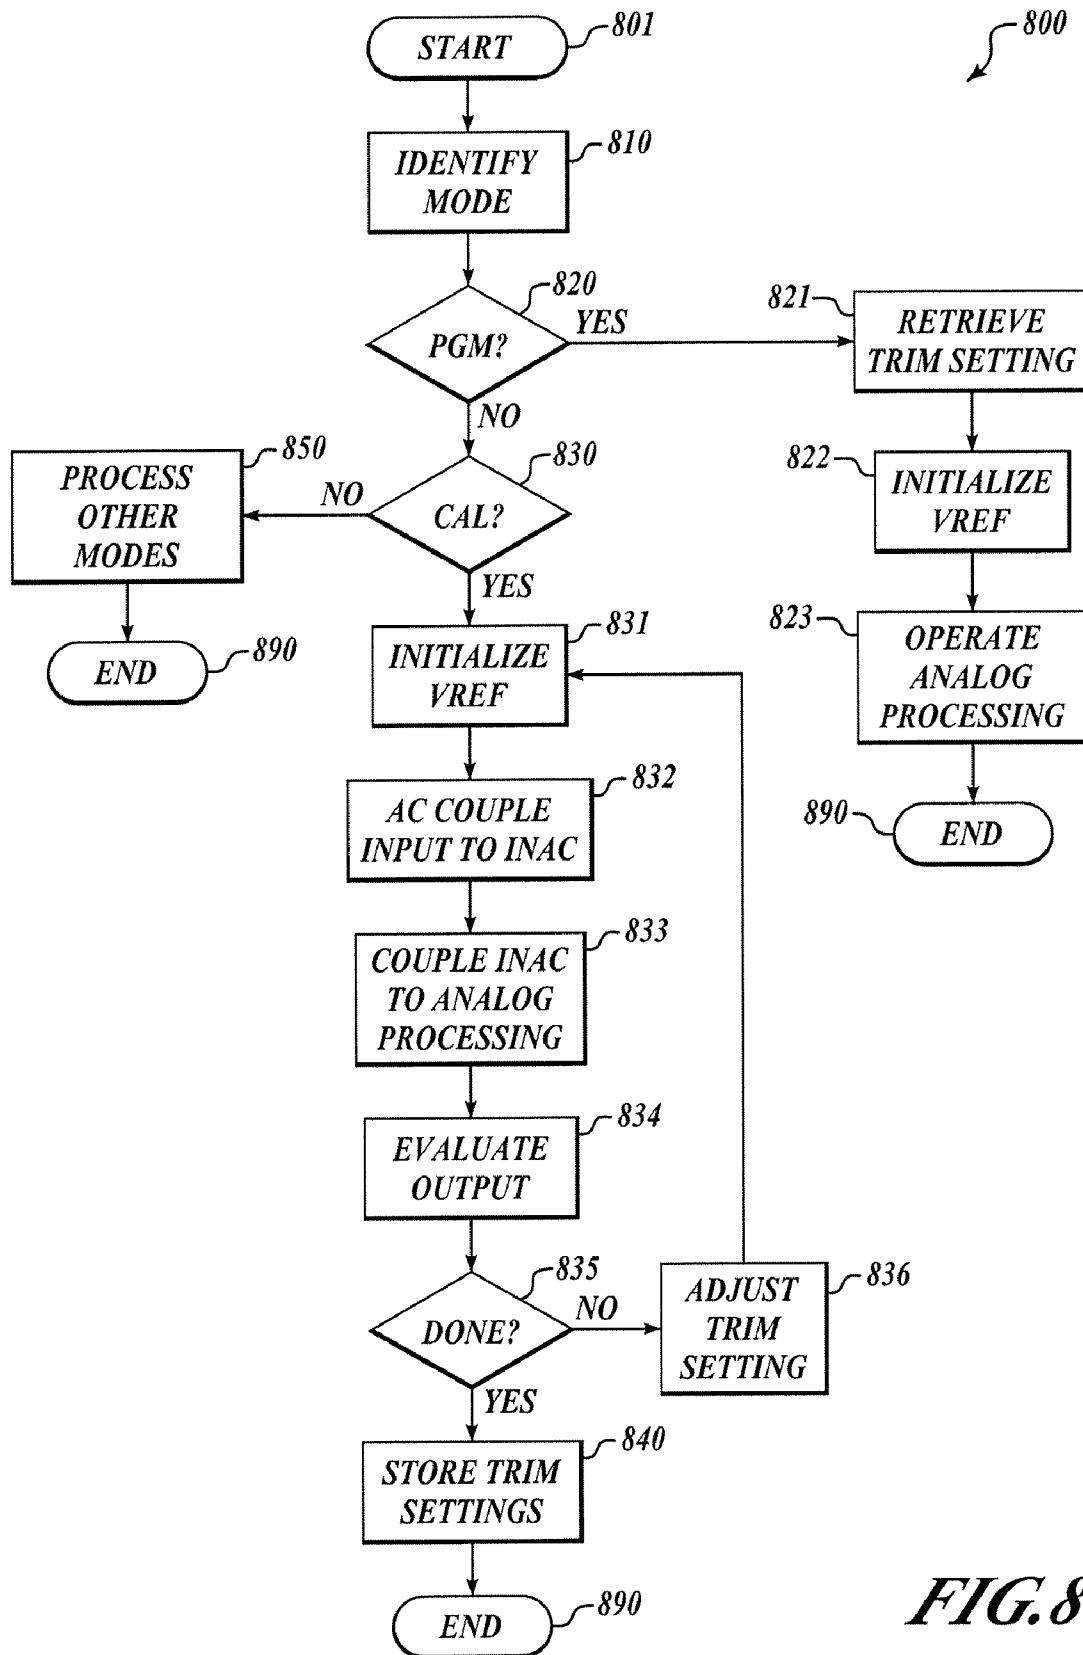 START
801
800
IDENTIFY
MODE
810
PGM?
820
YES
NO
RETRIEVE
TRIM SETTING
821
INITIALIZE
VREF
822
OPERATE
ANALOG
PROCESSING
823
END
890
CAL?
830
NO
YES
PROCESS
OTHER
MODES
850
END
890
INITIALIZE
VREF
831
AC COUPLE
INPUT TO INAC
832
COUPLE INAC
TO ANALOG
PROCESSING
833
EVALUATE
OUTPUT
834
DONE?
835
NO
YES
ADJUST
TRIM
SETTING
836
STORE TRIM
SETTINGS
840
END
890
FIG.8